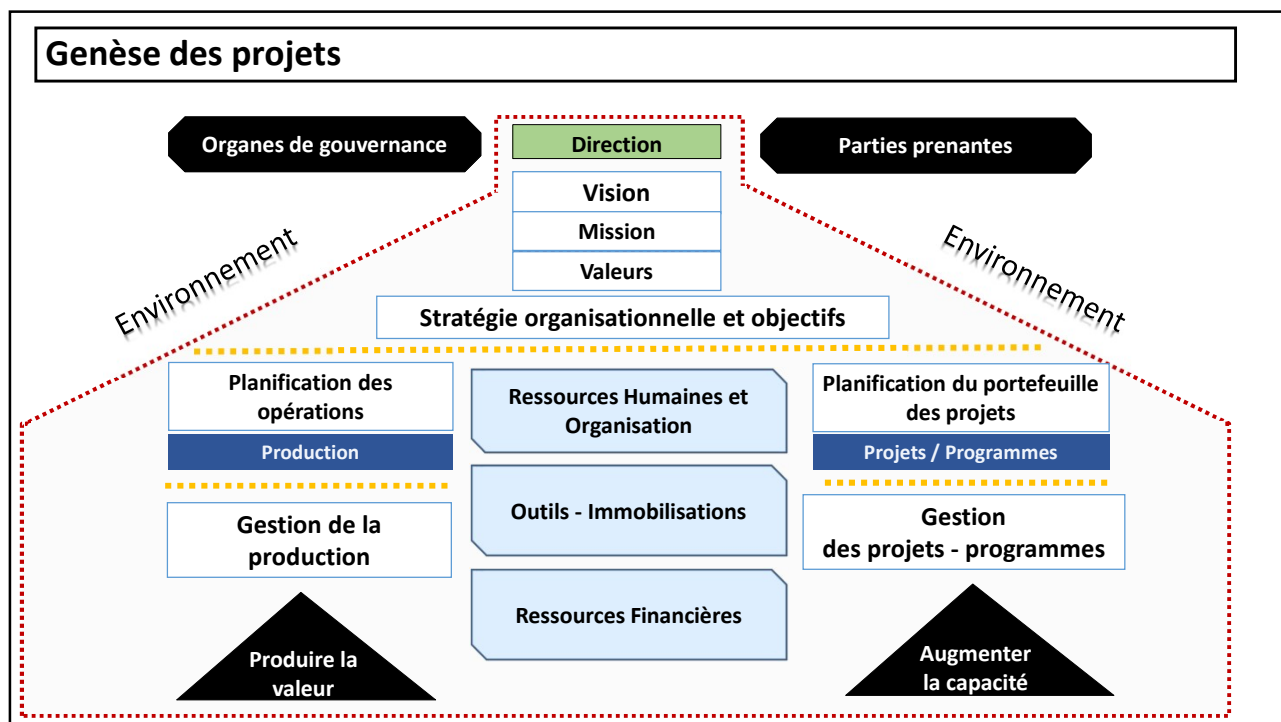 Genèse des projets
Organes de gouvernance
Direction
Parties prenantes
Vision
Mission
Valeurs
Environnement
Environnement
Stratégie organisationnelle et objectifs
Planification des
opérations
Production
Gestion de la
production
Produire la
valeur
Ressources Humaines et
Organisation
Outils - Immobilisations
Ressources Financières
Planification du portefeuille
des projets
Projets / Programmes
Gestion
des projets - programmes
Augmenter
la capacité